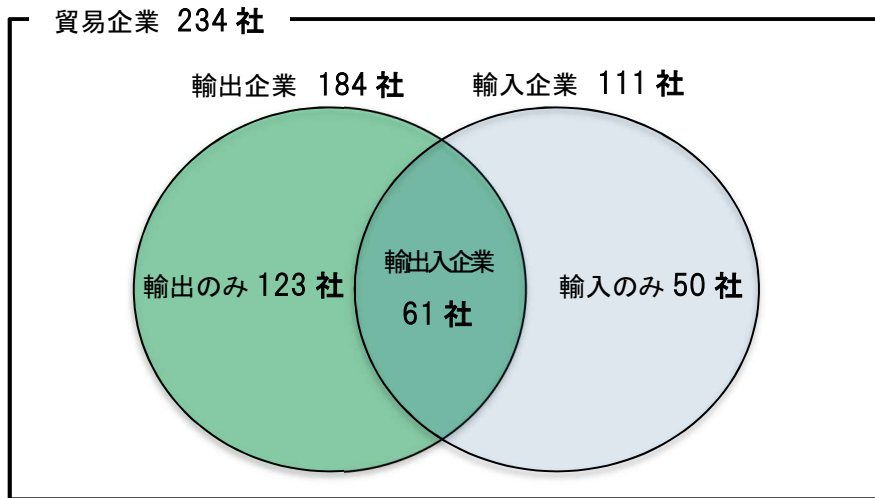 貿易企業 234 社
輸出企業 184 社
輸入企業 111 社
輸出のみ 123 社
輸出入企業
61 社
輸入のみ 50 社